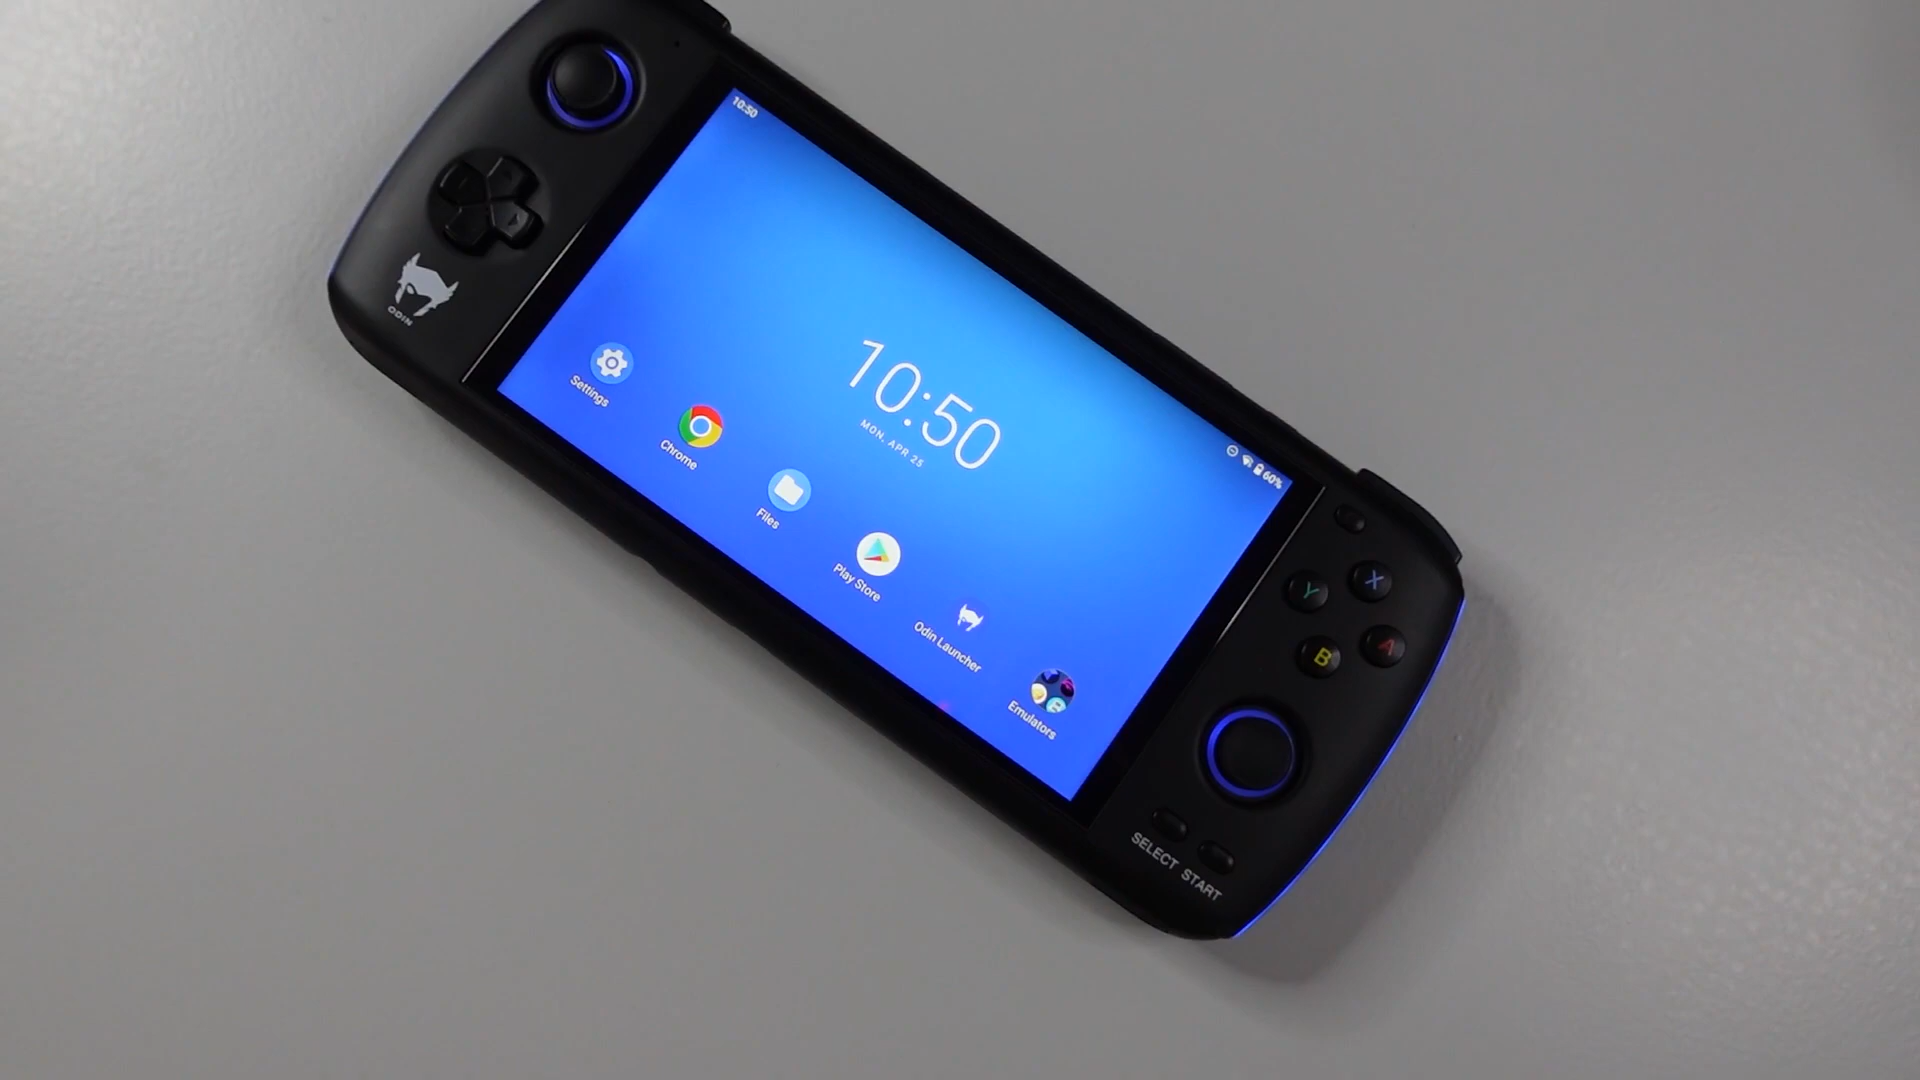 10:50
60%
10:50
MON, APR 25
Settings
Chrome
Files
Play Store
Odin Launcher
Emulators
ODIN
X
Y
A
B
SELECT START